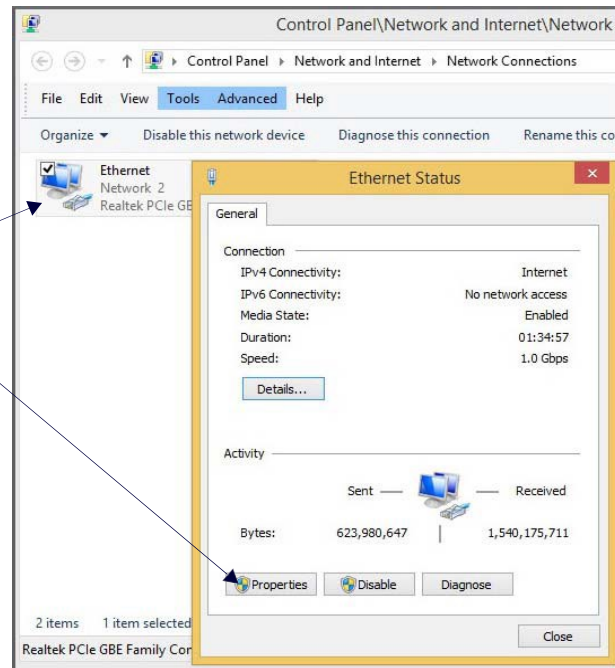 Control Panel\Network and Internet\Network
Control Panel Network and Internet Network Connections
File Edit View Tools Advanced Help
Organize Disable this network device Diagnose this connection Rename this co
Ethernet
Network 2
Realtek PCIe GB
Ethernet Status
General
Connection
IPv4 Connectivity: Internet
IPv6 Connectivity: No network access
Media State: Enabled
Duration: 01:34:57
Speed: 1.0 Gbps
Details...
Activity
Sent Received
Bytes: 623,980,647 1,540,175,711
Properties Disable Diagnose
Close
2 items 1 item selected
Realtek PCIe GBE Family Con